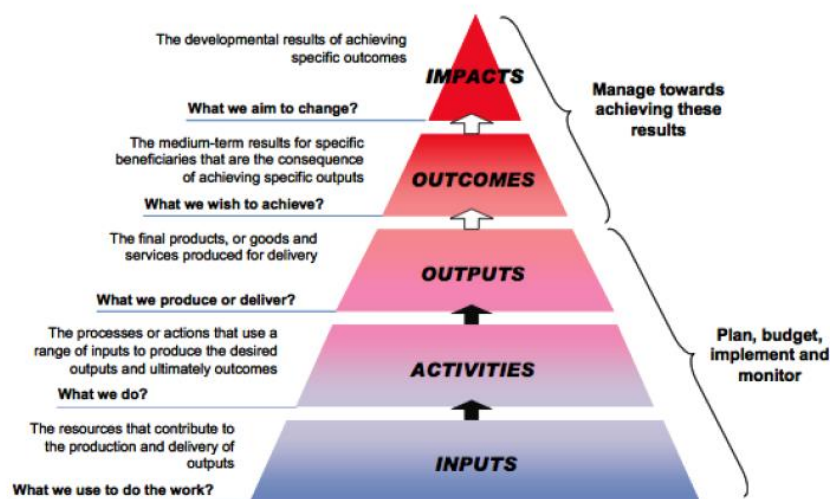 The developmental results of achieving
specific outcomes
IMPACTS
What we aim to change?
Manage towards
achieving these
results
The medium-term results for specific
beneficiaries that are the consequence
of achieving specific outputs
OUTCOMES
What we wish to achieve?
The final products, or goods and
services produced for delivery
OUTPUTS
What we produce or deliver?
The processes or actions that use a
range of inputs to produce the desired
outputs and ultimately outcomes
ACTIVITIES
What we do?
Plan, budget,
implement and
monitor
The resources that contribute to
the production and delivery of
outputs
INPUTS
What we use to do the work?